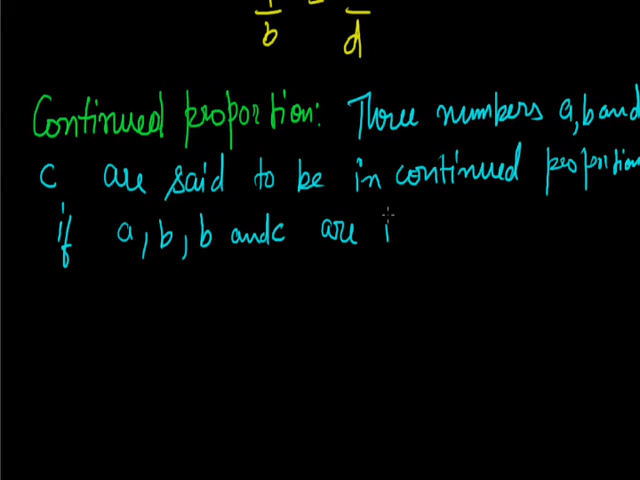 b = d
Continued proportion: Three numbers a, b and
c are said to be in continued proportion
if a, b, b and c are i